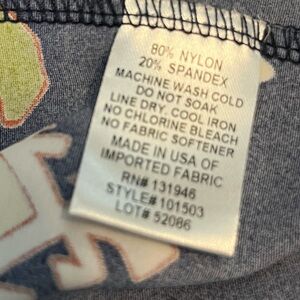 80% NYLON
20% SPANDEX
MACHINE WASH COLD
DO NOT SOAK
LINE DRY. COOL IRON
NO CHLORINE BLEACH
NO FABRIC SOFTENER
MADE IN USA OF
IMPORTED FABRIC
RN# 131946
STYLE# 101503
LOT# 52086